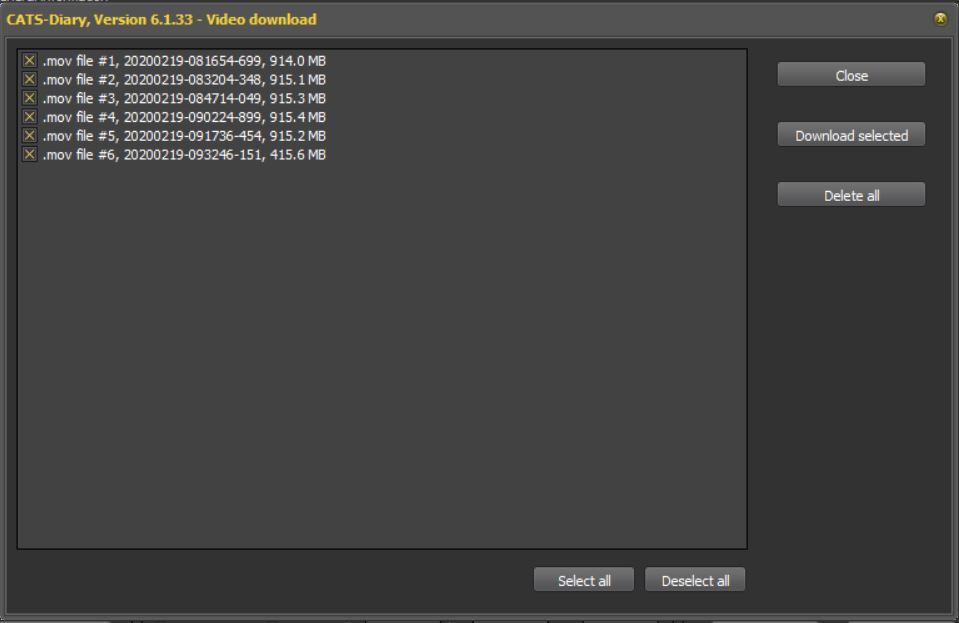 CATS-Diary, Version 6.1.33 - Video download
.mov file #1, 20200219-081654-699, 914.0 MB
.mov file #2, 20200219-083204-348, 915.1 MB
.mov file #3, 20200219-084714-049, 915.3 MB
.mov file #4, 20200219-090224-899, 915.4 MB
.mov file #5, 20200219-091736-454, 915.2 MB
.mov file #6, 20200219-093246-151, 415.6 MB
Close
Download selected
Delete all
Select all
Deselect all